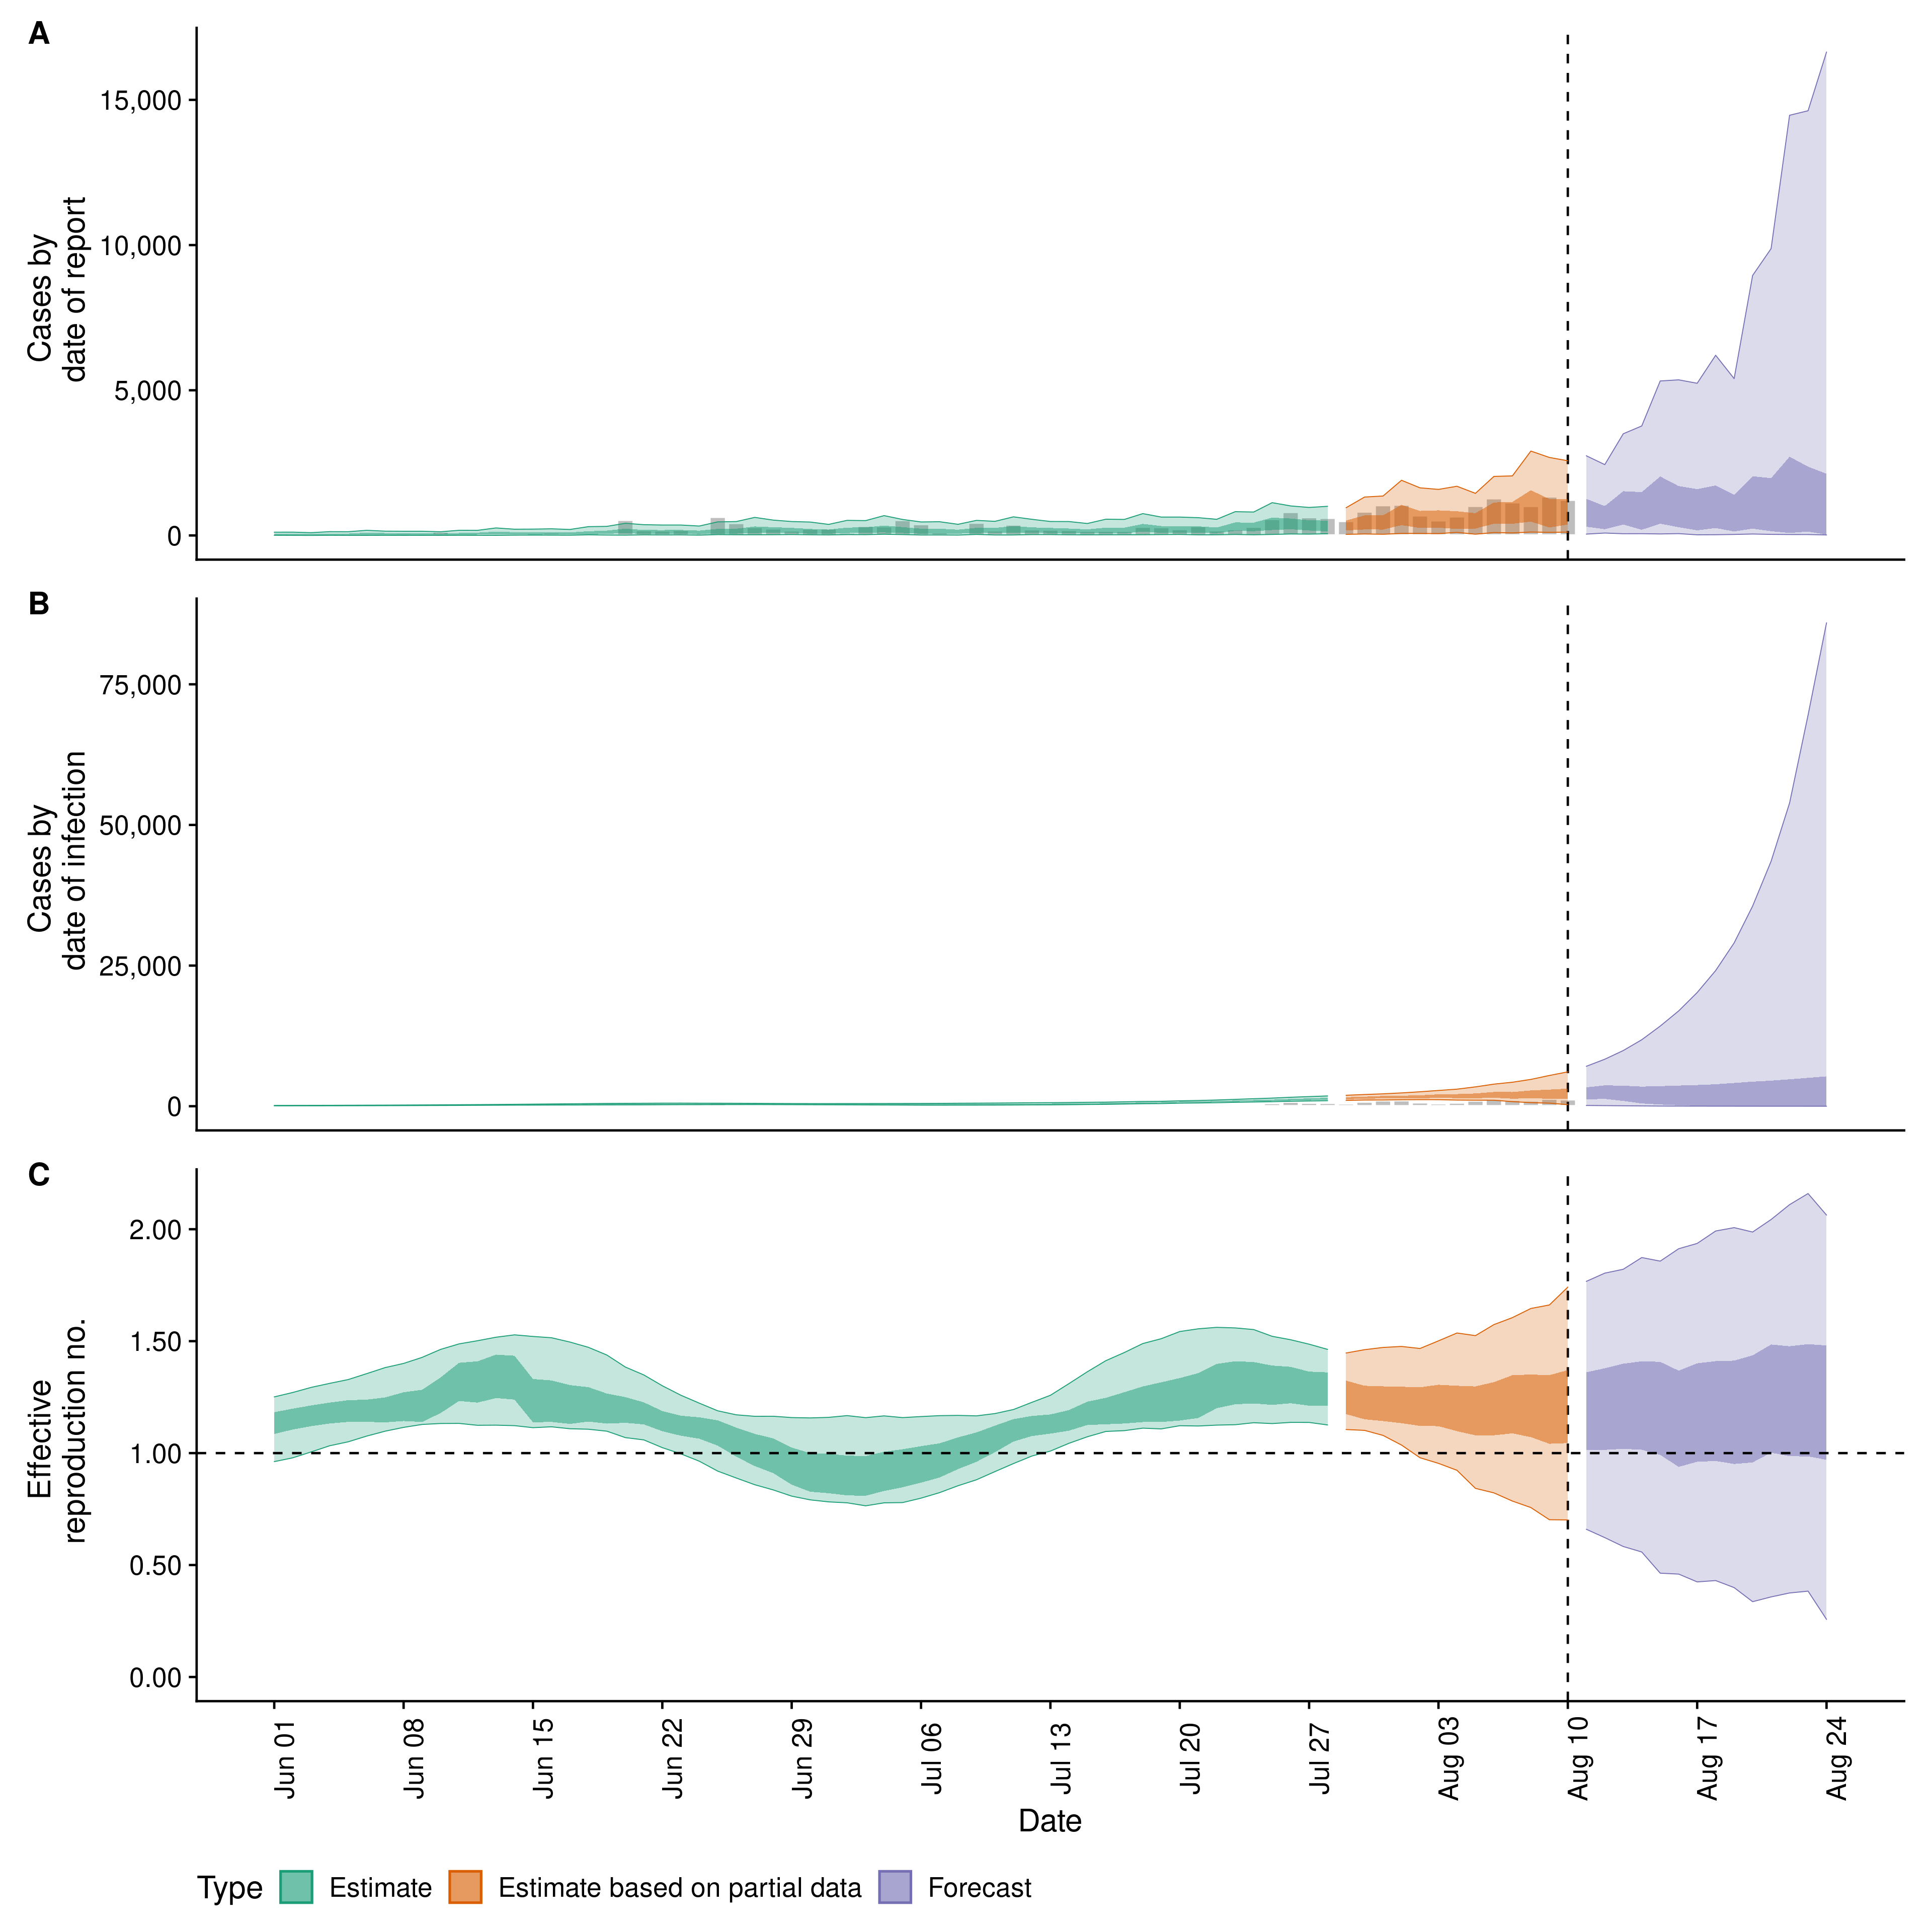 A
15,000
10,000
5,000
0
Cases by
date of report
B
75,000
50,000
25,000
0
Cases by
date of infection
C
2.00
1.50
1.00
0.50
0.00
Effective
reproduction no.
Jun 01
Jun 08
Jun 15
Jun 22
Jun 29
Jul 06
Jul 13
Jul 20
Jul 27
Aug 03
Aug 10
Aug 17
Aug 24
Date
Type Estimate Estimate based on partial data Forecast